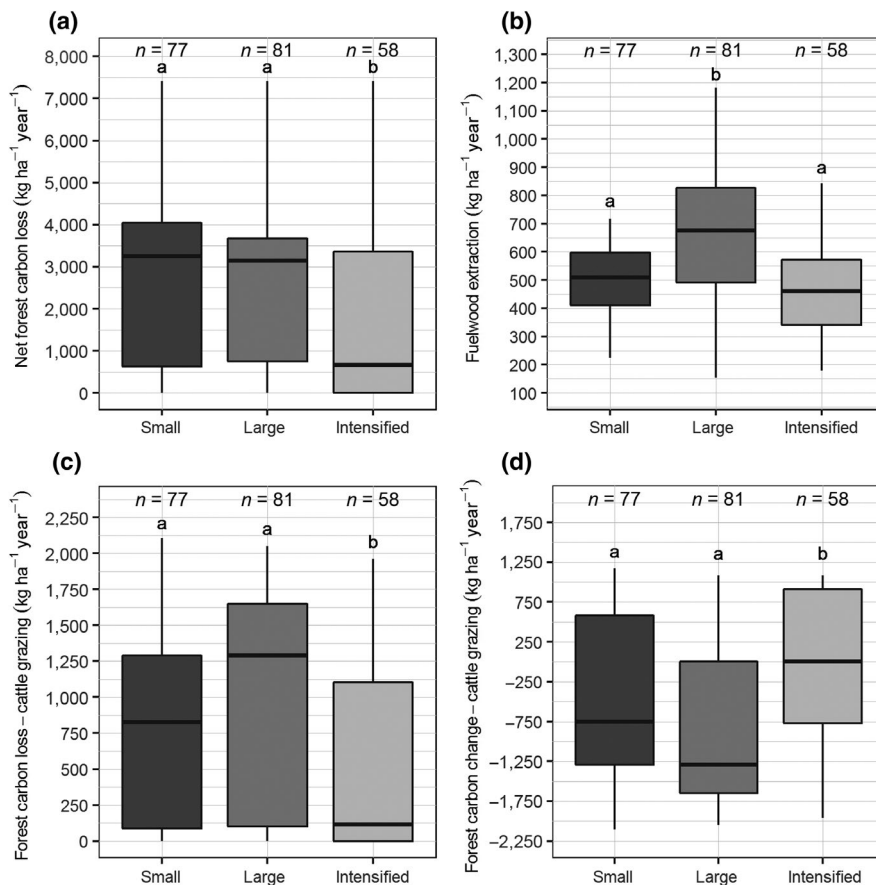 (a)
n = 77 n = 81 n = 58
a a b
8,000
7,000
6,000
5,000
4,000
3,000
2,000
1,000
0
Net forest carbon loss (kg ha⁻¹ year⁻¹)
Small Large Intensified
(b)
n = 77 n = 81 n = 58
a b a
1,300
1,200
1,100
1,000
900
800
700
600
500
400
300
200
100
Fuelwood extraction (kg ha⁻¹ year⁻¹)
Small Large Intensified
(c)
n = 77 n = 81 n = 58
a a b
2,250
2,000
1,750
1,500
1,250
1,000
750
500
250
0
Forest carbon loss – cattle grazing (kg ha⁻¹ year⁻¹)
Small Large Intensified
(d)
n = 77 n = 81 n = 58
a a b
1,750
1,250
750
250
−250
−750
−1,250
−1,750
−2,250
Forest carbon change – cattle grazing (kg ha⁻¹ year⁻¹)
Small Large Intensified